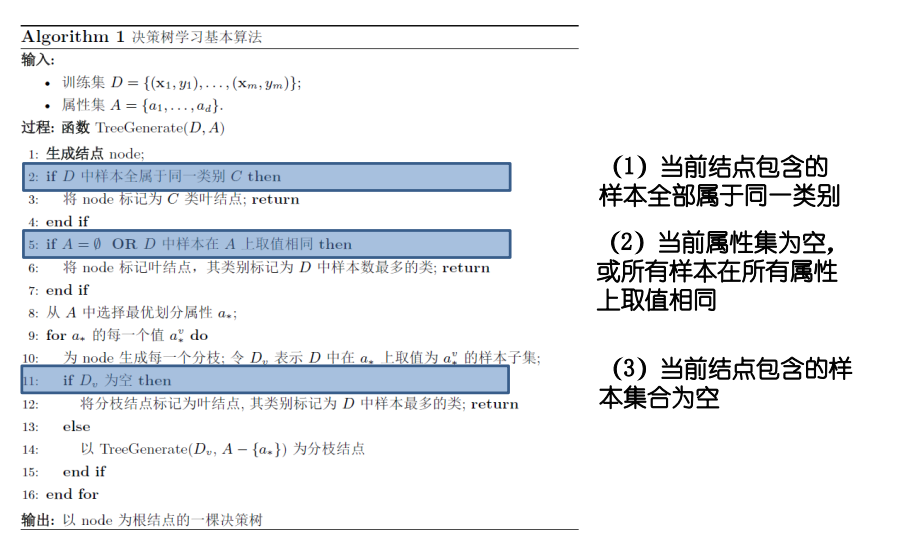 Algorithm 1 决策树学习基本算法
输入:
• 训练集 D = {(x₁, y₁), . . . , (xₘ, yₘ)};
• 属性集 A = {a₁, . . . , a_d}.
过程: 函数 TreeGenerate(D, A)
1: 生成结点 node;
2: if D 中样本全属于同一类别 C then
3: 将 node 标记为 C 类叶结点; return
4: end if
5: if A = ∅ OR D 中样本在 A 上取值相同 then
6: 将 node 标记叶结点，其类别标记为 D 中样本数最多的类; return
7: end if
8: 从 A 中选择最优划分属性 a_*;
9: for a_* 的每一个值 a_*^v do
10: 为 node 生成每一个分枝; 令 D_v 表示 D 中在 a_* 上取值为 a_*^v 的样本子集;
11: if D_v 为空 then
12: 将分枝结点标记为叶结点, 其类别标记为 D 中样本最多的类; return
13: else
14: 以 TreeGenerate(D_v, A − {a_*}) 为分枝结点
15: end if
16: end for
输出: 以 node 为根结点的一棵决策树
（1）当前结点包含的
样本全部属于同一类别
（2）当前属性集为空，
或所有样本在所有属性
上取值相同
（3）当前结点包含的样
本集合为空